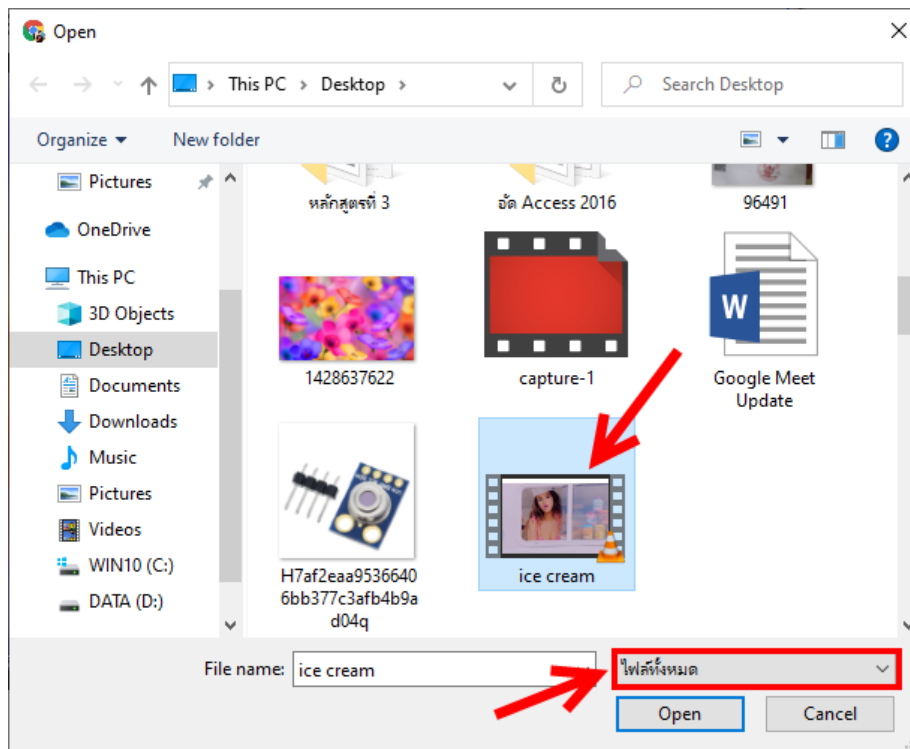 Open
This PC > Desktop >
Search Desktop
Organize
New folder
?
Pictures
OneDrive
This PC
3D Objects
Desktop
Documents
Downloads
Music
Pictures
Videos
WIN10 (C:)
DATA (D:)
หลักสูตรที่ 3
อัด Access 2016
96491
1428637622
capture-1
W
Google Meet
Update
H7af2eaa9536640
6bb377c3afb4b9a
d04q
ice cream
File name:
ice cream
ไฟล์ทั้งหมด
Open
Cancel